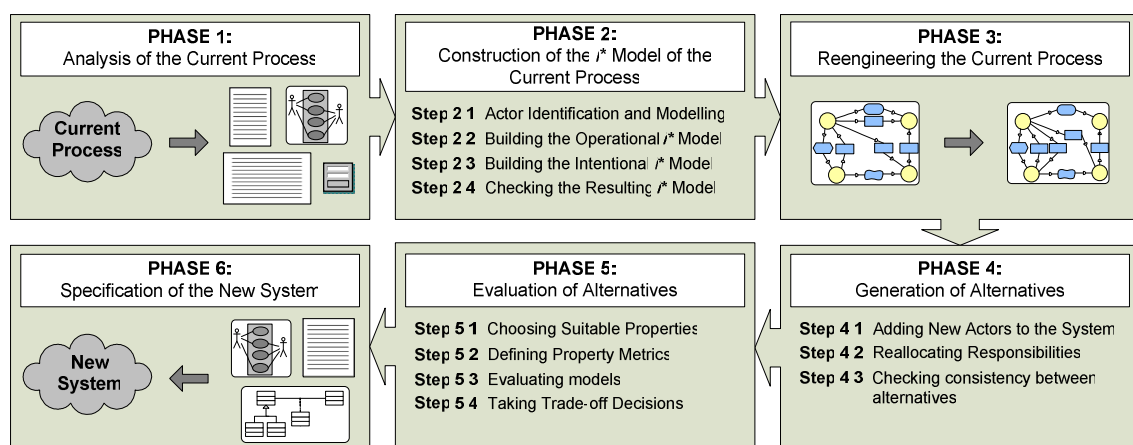 PHASE 1:
Analysis of the Current Process
Current
Process
PHASE 2:
Construction of the i* Model of the
Current Process
Step 2 1 Actor Identification and Modelling
Step 2 2 Building the Operational i* Model
Step 2 3 Building the Intentional i* Model
Step 2 4 Checking the Resulting i* Model
PHASE 3:
Reengineering the Current Process
PHASE 4:
Generation of Alternatives
Step 4 1 Adding New Actors to the System
Step 4 2 Reallocating Responsibilities
Step 4 3 Checking consistency between
alternatives
PHASE 5:
Evaluation of Alternatives
Step 5 1 Choosing Suitable Properties
Step 5 2 Defining Property Metrics
Step 5 3 Evaluating models
Step 5 4 Taking Trade-off Decisions
PHASE 6:
Specification of the New System
New
System